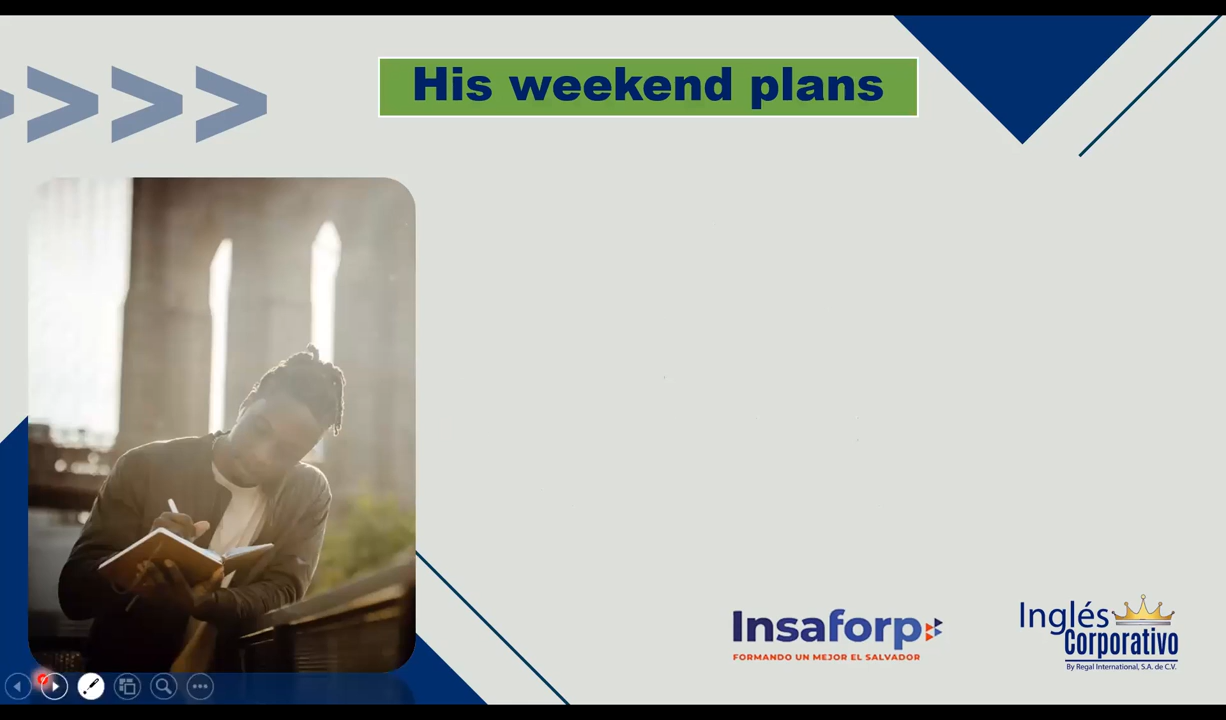 His weekend plans
Insaforp
FORMANDO UN MEJOR EL SALVADOR
Inglés
Corporativo
By Regal International, S.A. de C.V.